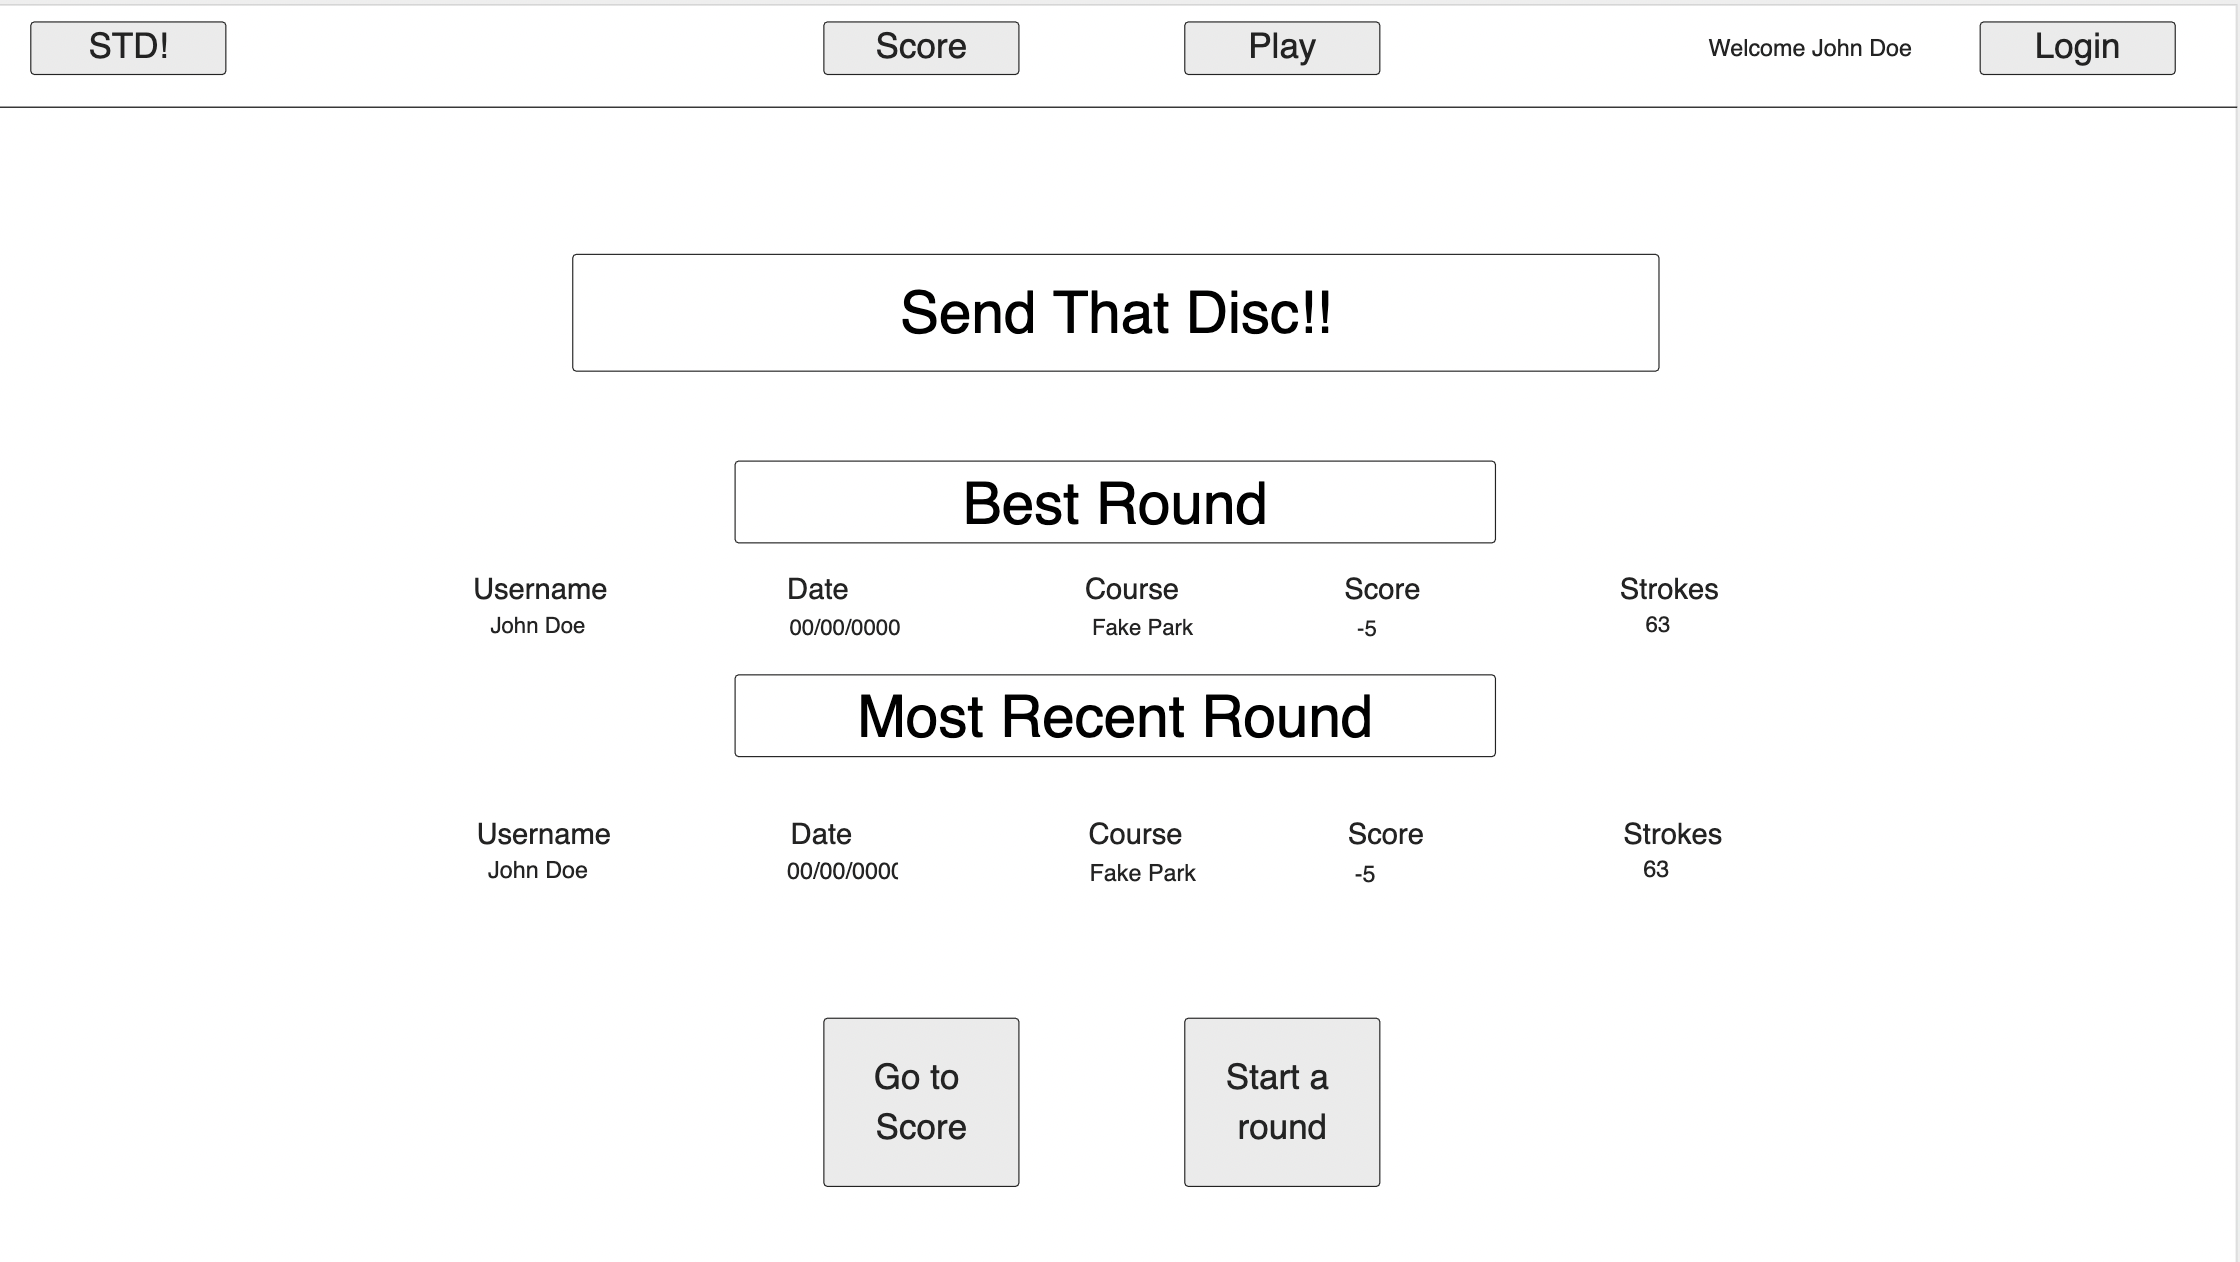 STD!
Score
Play
Welcome John Doe
Login
Send That Disc!!
Best Round
Username Date Course Score Strokes
John Doe 00/00/0000 Fake Park -5 63
Most Recent Round
Username Date Course Score Strokes
John Doe 00/00/0000 Fake Park -5 63
Go to
Score
Start a
round